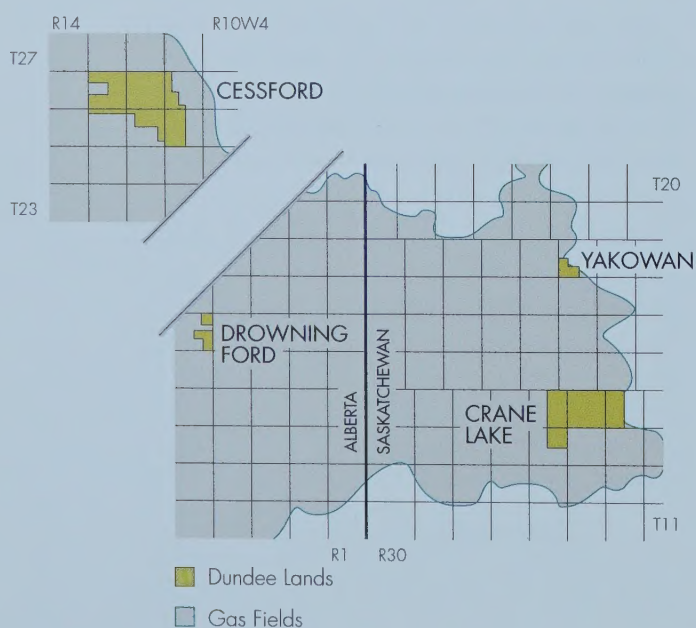 R14
R10W4
T27
CESSFORD
T23
T20
YAKOWAN
DROWNING
FORD
ALBERTA
SASKATCHEWAN
CRANE
LAKE
T11
R1
R30
Dundee Lands
Gas Fields